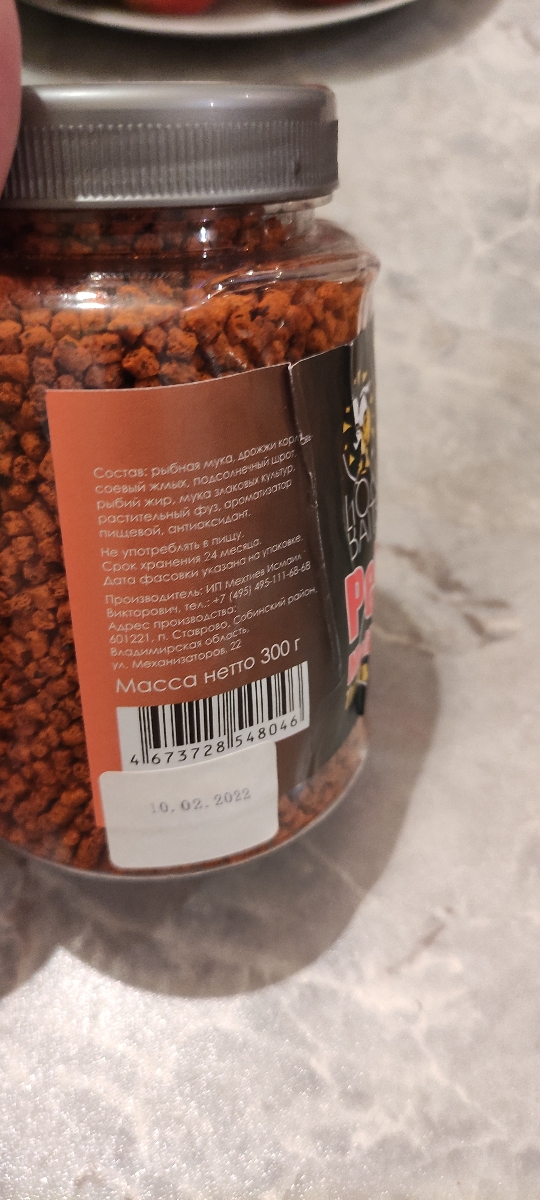 Состав: рыбная мука, дрожжи
соевый жмых, подсолнечный шрот,
рыбий жир, мука злаковых культур,
растительный фуз, ароматизатор
пищевой, антиоксидант.
Не употреблять в пищу.
Срок хранения 24 месяца.
Дата фасовки указана на упаковке.
Производитель: ИП Мехтиев Исмаил
Викторович, тел.: +7 (495) 495-111-68-68
Адрес производства:
601221, п. Ставрово, Собинский район,
Владимирская область,
ул. Механизаторов, 22
Масса нетто 300 г
4 673728 548046
10.02.2022